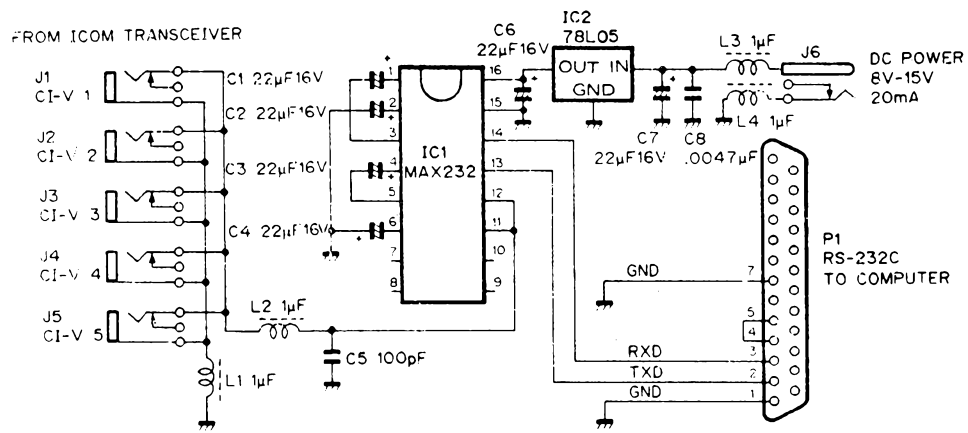 FROM ICOM TRANSCEIVER
J1
CI-V 1
J2
CI-V 2
J3
CI-V 3
J4
CI-V 4
J5
CI-V 5
C1 22µF16V
C2 22µF16V
C3 22µF16V
C4 22µF16V
1
2
3
4
5
6
7
8
IC1
MAX232
16
15
14
13
12
11
10
9
C6
22µF16V
IC2
78L05
OUT IN
GND
C7
22µF16V
C8
.0047µF
L3 1µF
L4 1µF
J6
DC POWER
8V-15V
20mA
L2 1µF
C5 100pF
L1 1µF
GND
RXD
TXD
GND
7
5
4
3
2
1
P1
RS-232C
TO COMPUTER